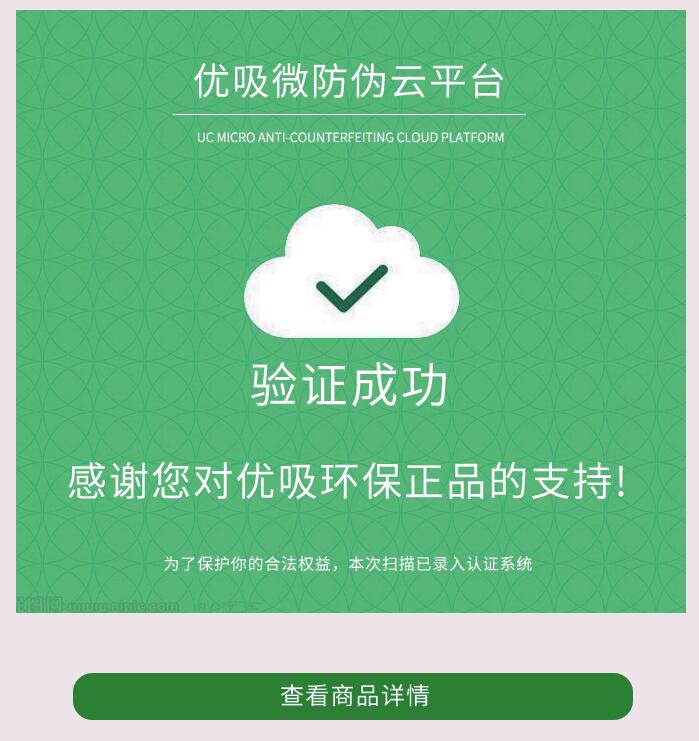 优吸微防伪云平台
UC MICRO ANTI-COUNTERFEITING CLOUD PLATFORM
验证成功
感谢您对优吸环保正品的支持!
为了保护你的合法权益，本次扫描已录入认证系统
查看商品详情